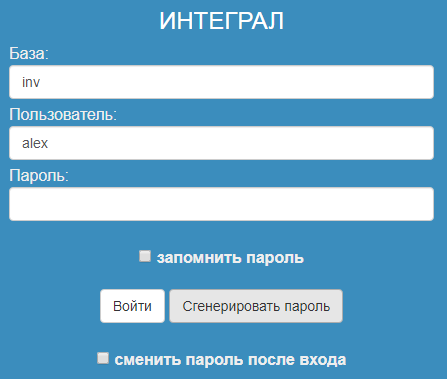 ИНТЕГРАЛ
База:
inv
Пользователь:
alex
Пароль:
запомнить пароль
Войти
Сгенерировать пароль
сменить пароль после входа